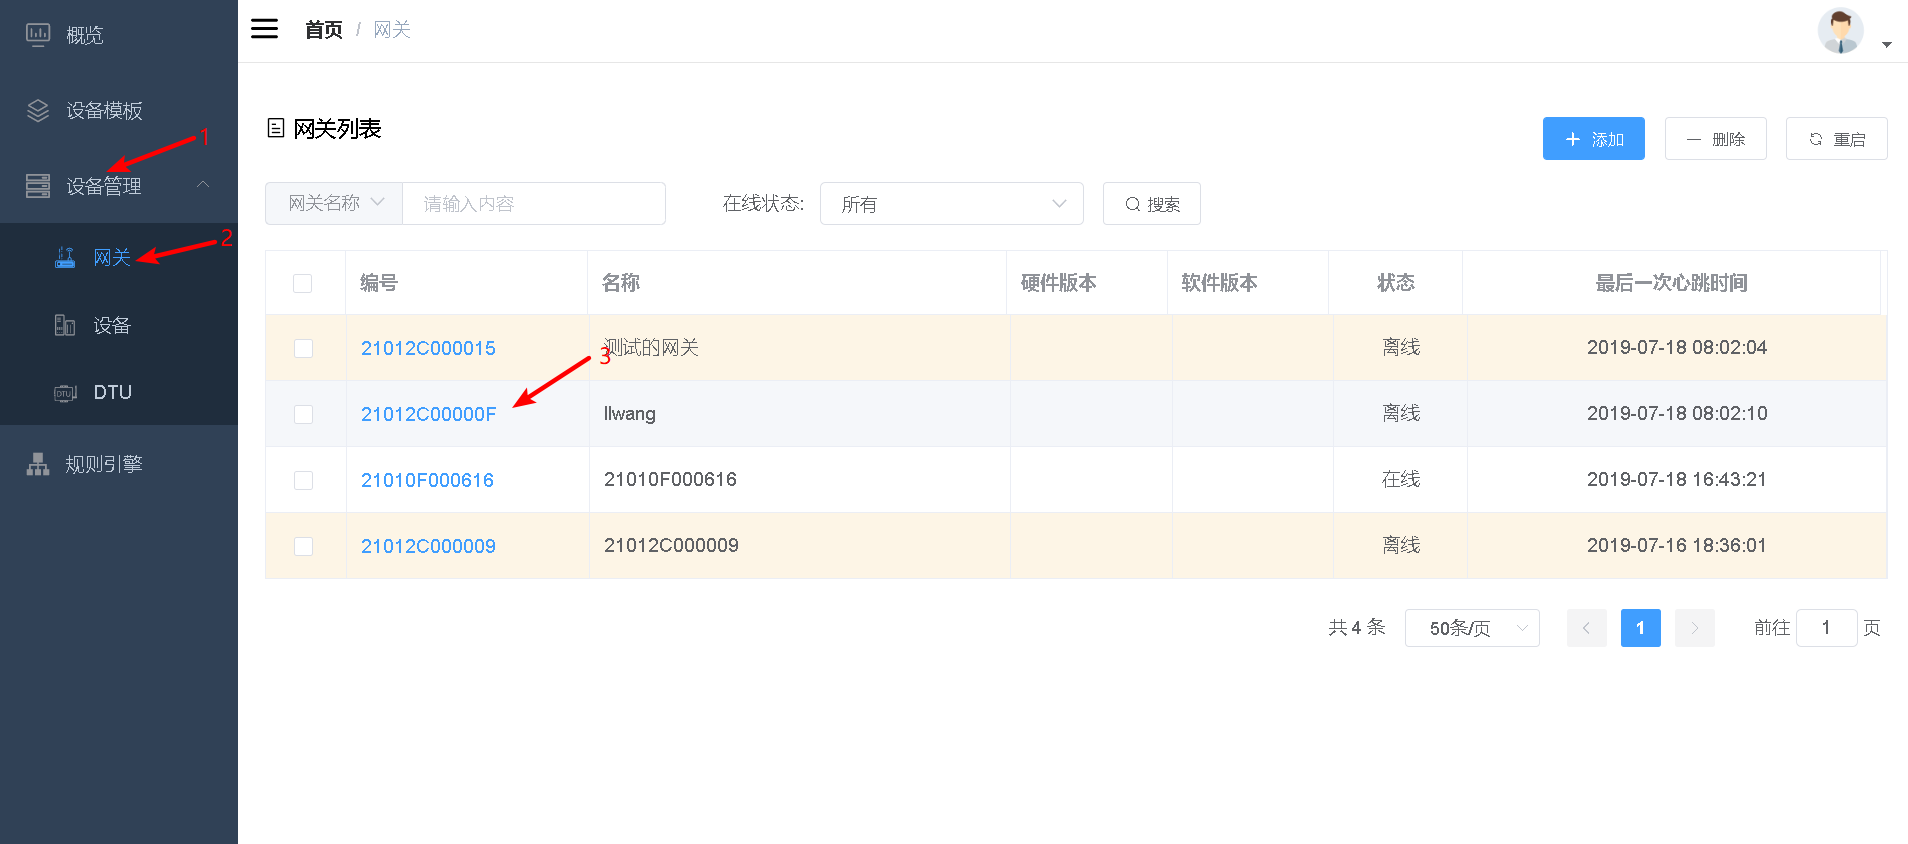 概览
设备模板
1
设备管理
2
网关
设备
DTU
规则引擎
首页 / 网关
网关列表
添加
删除
重启
网关名称 请输入内容 在线状态: 所有 搜索
编号 名称 硬件版本 软件版本 状态 最后一次心跳时间
21012C000015 测试的网关 离线 2019-07-18 08:02:04
3
21012C00000F llwang 离线 2019-07-18 08:02:10
21010F000616 21010F000616 在线 2019-07-18 16:43:21
21012C000009 21012C000009 离线 2019-07-16 18:36:01
共 4 条 50条/页 1 前往 1 页